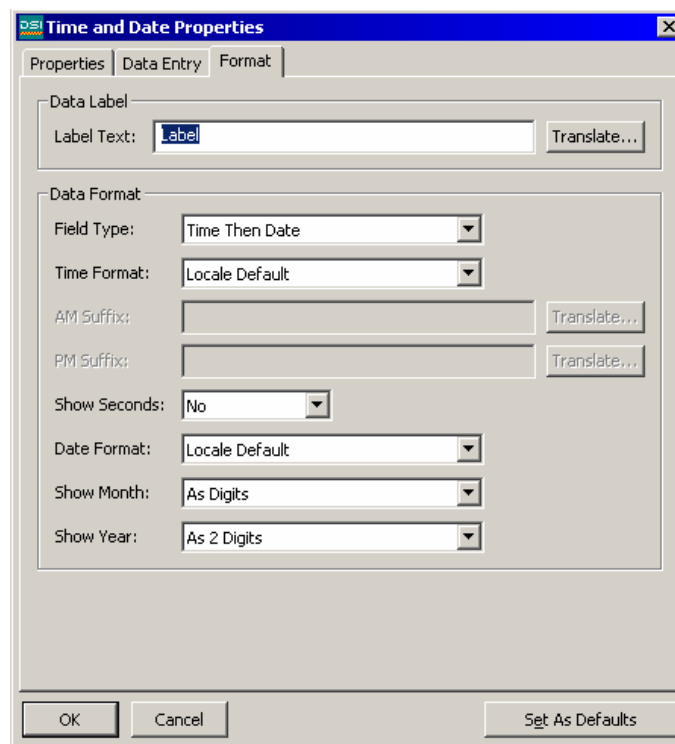 DSI Time and Date Properties
Properties Data Entry Format
Data Label
Label Text: Label Translate...
Data Format
Field Type: Time Then Date
Time Format: Locale Default
AM Suffix: Translate...
PM Suffix: Translate...
Show Seconds: No
Date Format: Locale Default
Show Month: As Digits
Show Year: As 2 Digits
OK Cancel Set As Defaults